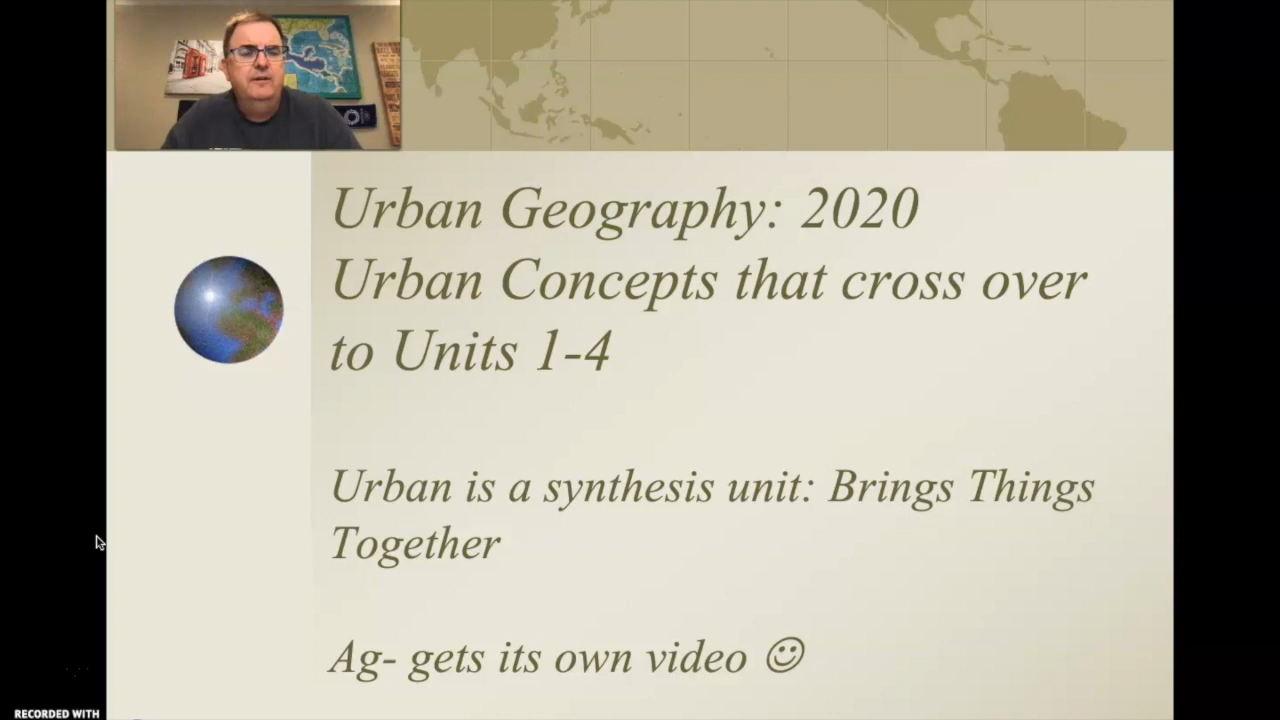 Urban Geography: 2020
Urban Concepts that cross over
to Units 1-4
Urban is a synthesis unit: Brings Things
Together
Ag- gets its own video ☺
RECORDED WITH